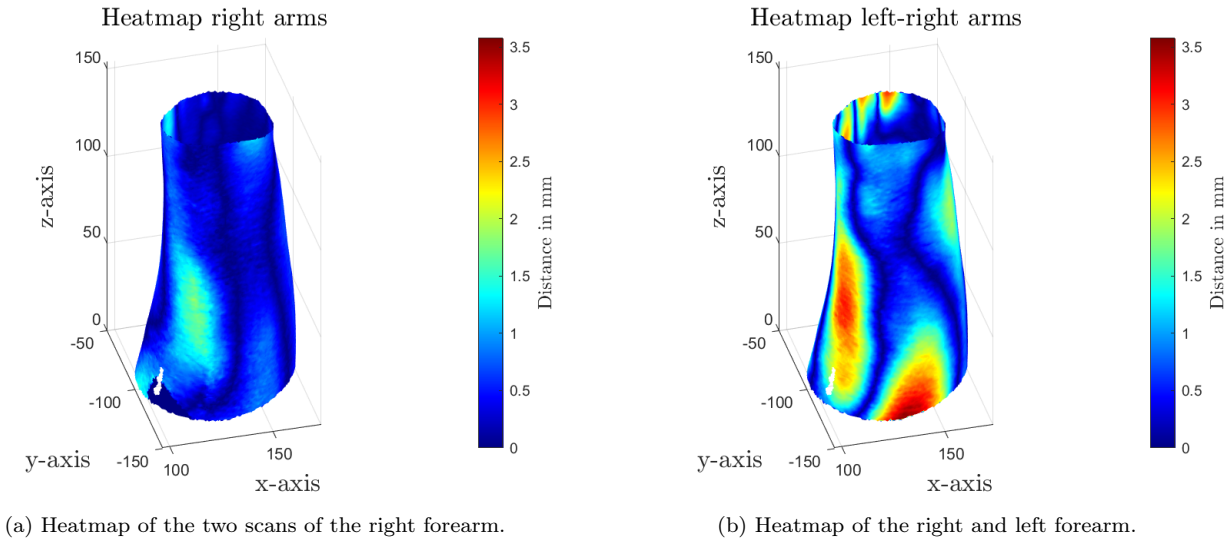 Heatmap right arms
150
100
50
0
-50
-100
-150
100
150
z-axis
y-axis
x-axis
3.5
3
2.5
2
1.5
1
0.5
0
Distance in mm
(a) Heatmap of the two scans of the right forearm.
Heatmap left-right arms
150
100
50
0
-50
-100
-150
100
150
z-axis
y-axis
x-axis
3.5
3
2.5
2
1.5
1
0.5
0
Distance in mm
(b) Heatmap of the right and left forearm.